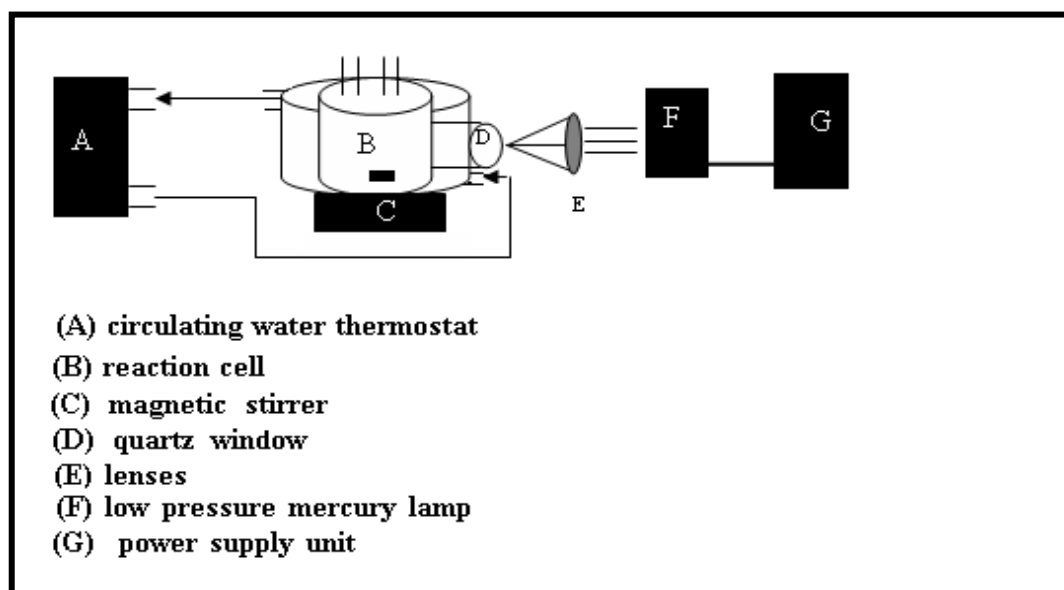 A
B
C
D
E
F
G
(A) circulating water thermostat
(B) reaction cell
(C) magnetic stirrer
(D) quartz window
(E) lenses
(F) low pressure mercury lamp
(G) power supply unit